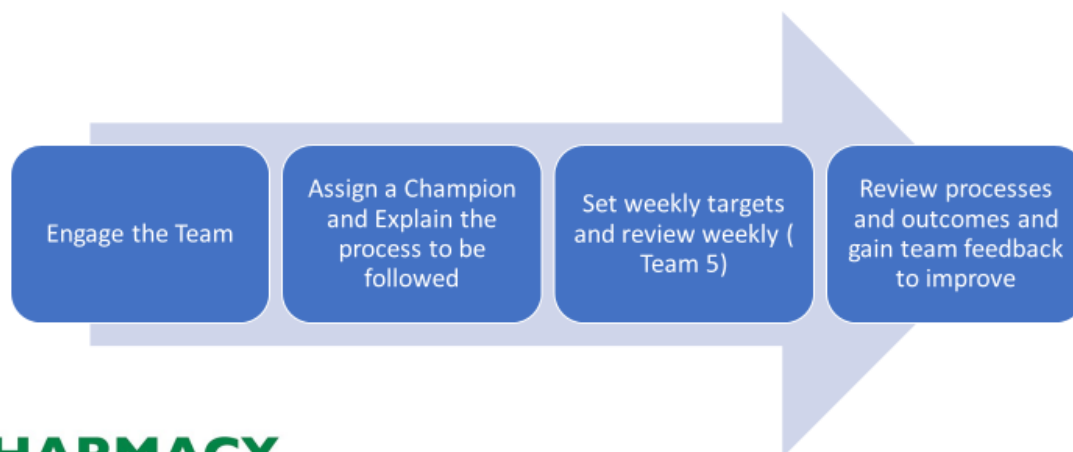 Engage the Team
Assign a Champion
and Explain the
process to be
followed
Set weekly targets
and review weekly (
Team 5)
Review processes
and outcomes and
gain team feedback
to improve